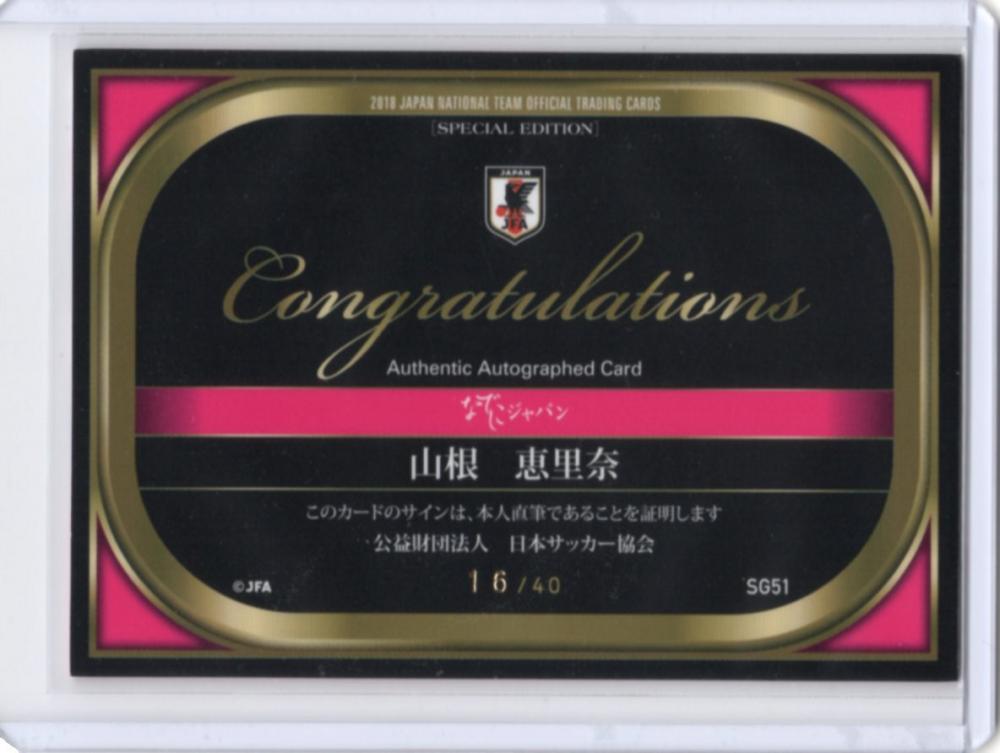 2018 JAPAN NATIONAL TEAM OFFICIAL TRADING CARDS
[SPECIAL EDITION]
JAPAN
JFA
Congratulations
Authentic Autographed Card
なでしこジャパン
山根 恵里奈
このカードのサインは、本人直筆であることを証明します
公益財団法人 日本サッカー協会
16/40
©JFA
SG51